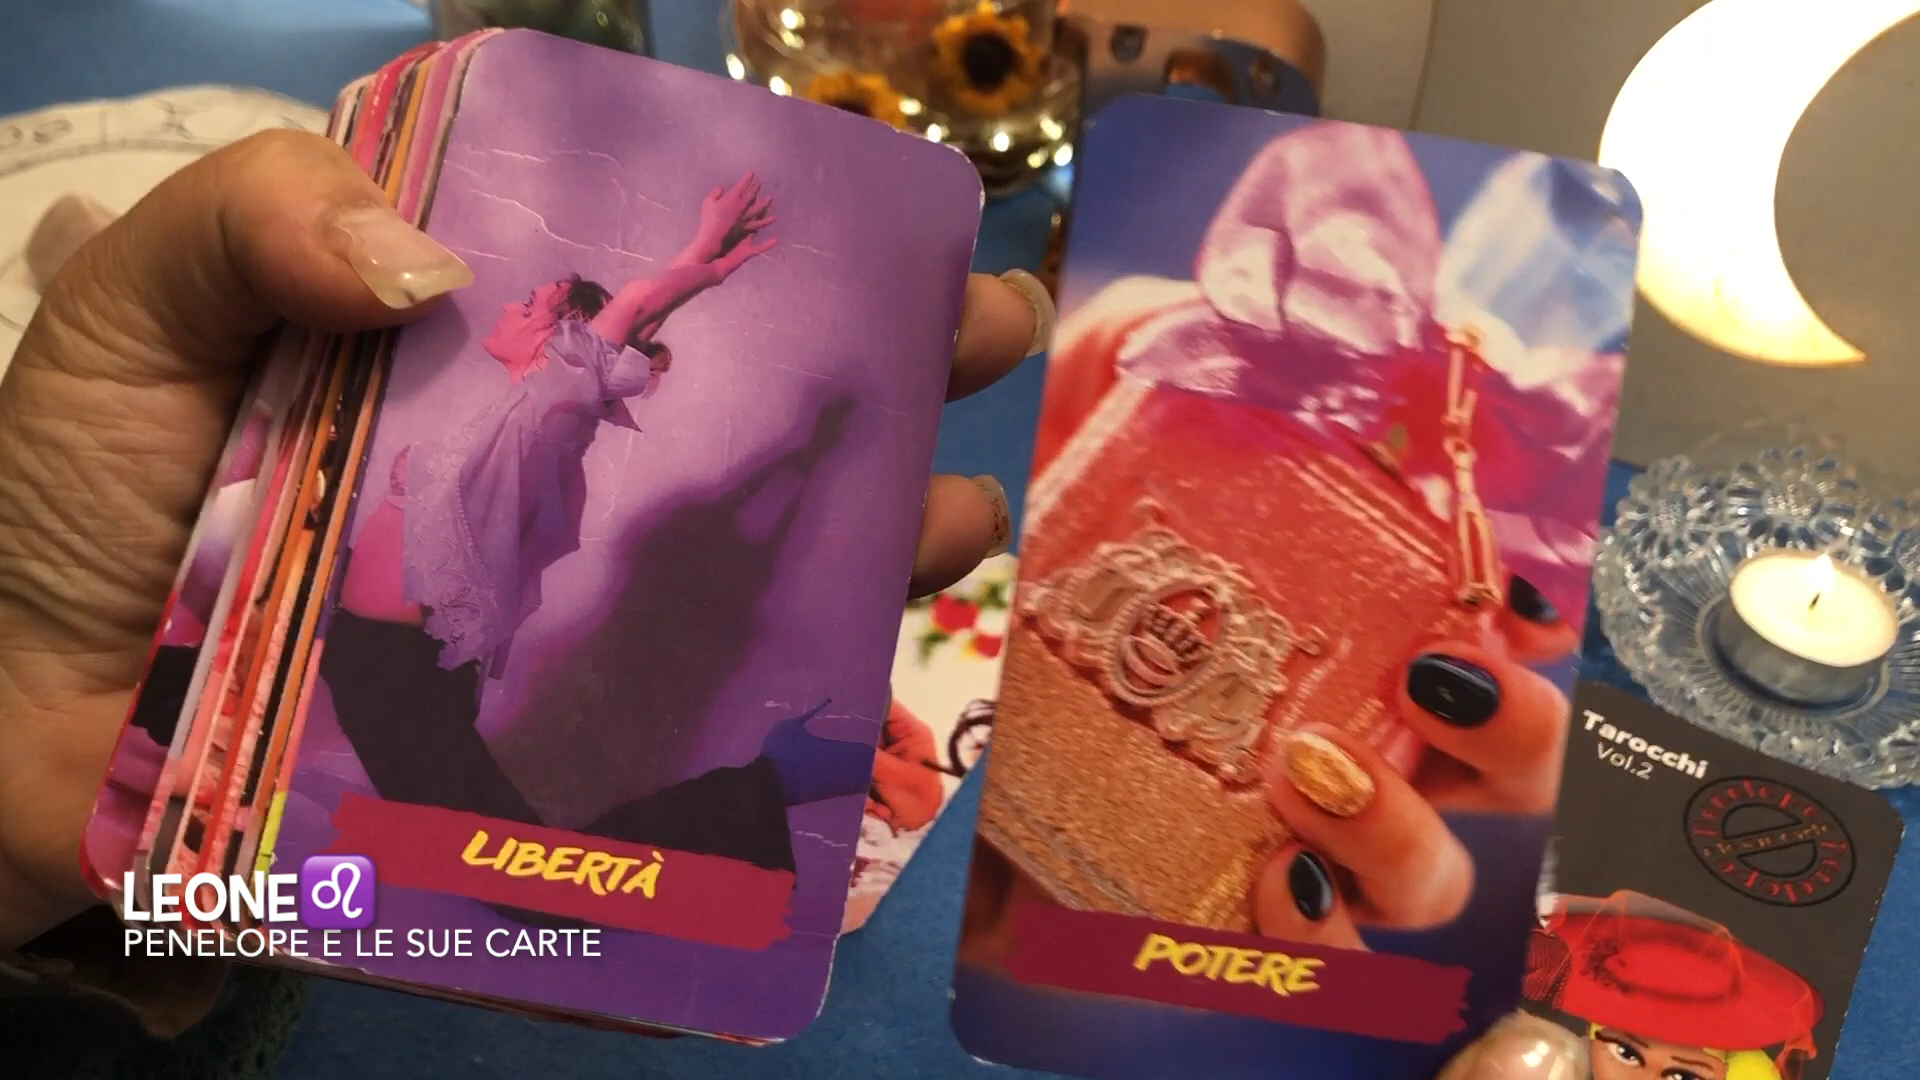 LIBERTÀ
POTERE
Tarocchi
Vol.2
LEONE♌
PENELOPE E LE SUE CARTE